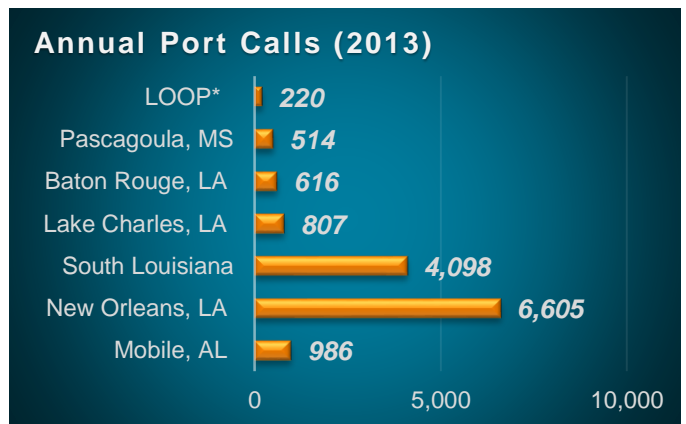 Annual Port Calls (2013)
LOOP* 220
Pascagoula, MS 514
Baton Rouge, LA 616
Lake Charles, LA 807
South Louisiana 4,098
New Orleans, LA 6,605
Mobile, AL 986
0 5,000 10,000